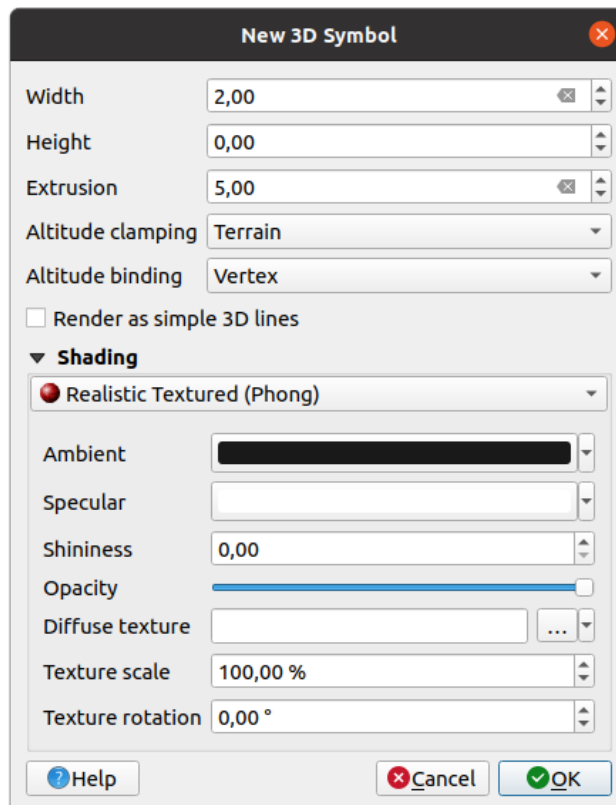 New 3D Symbol
Width 2,00
Height 0,00
Extrusion 5,00
Altitude clamping Terrain
Altitude binding Vertex
Render as simple 3D lines
Shading
Realistic Textured (Phong)
Ambient
Specular
Shininess 0,00
Opacity
Diffuse texture ...
Texture scale 100,00 %
Texture rotation 0,00 °
Help Cancel OK